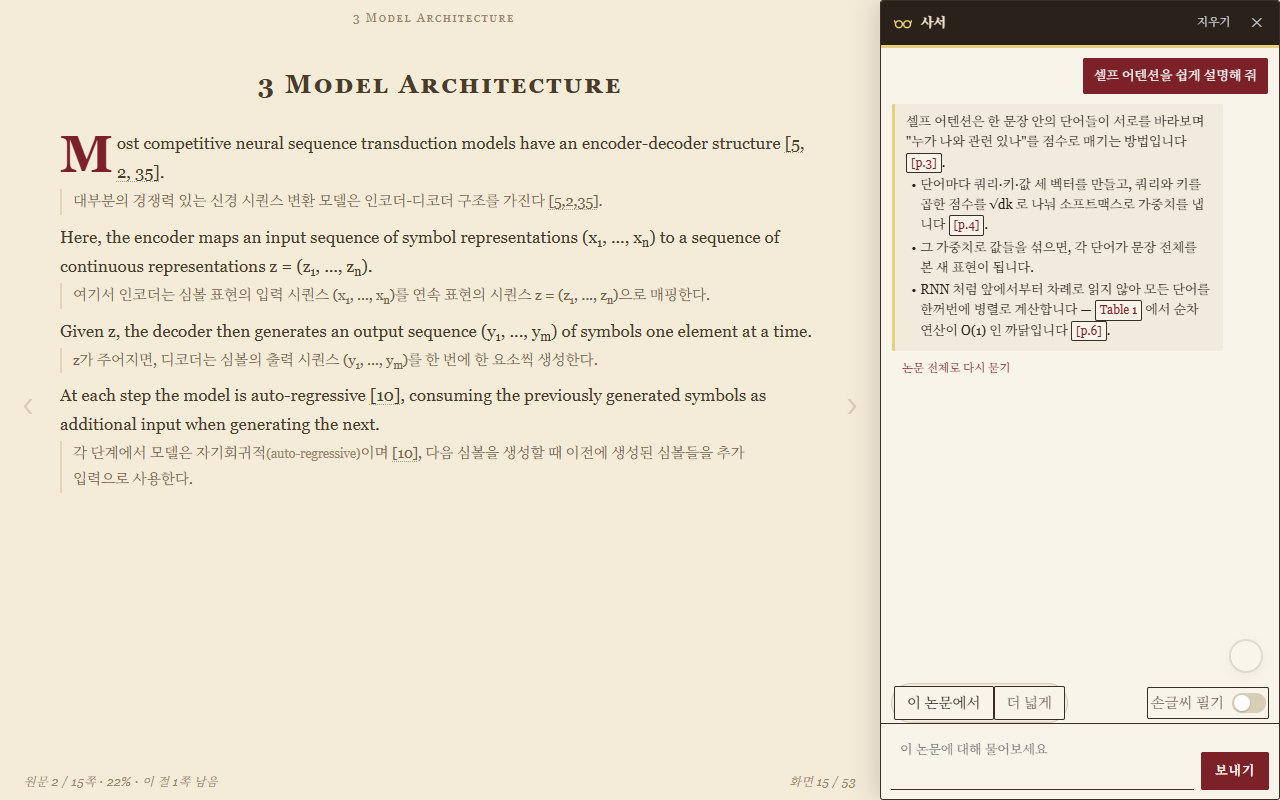 3 Model Architecture
3 Model Architecture
Most competitive neural sequence transduction models have an encoder-decoder structure [5,
2, 35].
대부분의 경쟁력 있는 신경 시퀀스 변환 모델은 인코더-디코더 구조를 가진다 [5,2,35].
Here, the encoder maps an input sequence of symbol representations (x₁, ..., xₙ) to a sequence of
continuous representations z = (z₁, ..., zₙ).
여기서 인코더는 심볼 표현의 입력 시퀀스 (x₁, ..., xₙ)를 연속 표현의 시퀀스 z = (z₁, ..., zₙ)으로 매핑한다.
Given z, the decoder then generates an output sequence (y₁, ..., yₘ) of symbols one element at a time.
z가 주어지면, 디코더는 심볼의 출력 시퀀스 (y₁, ..., yₘ)를 한 번에 한 요소씩 생성한다.
At each step the model is auto-regressive [10], consuming the previously generated symbols as
additional input when generating the next.
각 단계에서 모델은 자기회귀적(auto-regressive)이며 [10], 다음 심볼을 생성할 때 이전에 생성된 심볼들을 추가
입력으로 사용한다.
원문 2 / 15쪽 · 22% · 이 절 1쪽 남음
화면 15 / 53
사서
지우기
셀프 어텐션을 쉽게 설명해 줘
셀프 어텐션은 한 문장 안의 단어들이 서로를 바라보며
"누가 나와 관련 있나"를 점수로 매기는 방법입니다
[p.3].
• 단어마다 쿼리·키·값 세 벡터를 만들고, 쿼리와 키를
곱한 점수를 √dk 로 나눠 소프트맥스로 가중치를 냅
니다 [p.4].
• 그 가중치로 값들을 섞으면, 각 단어가 문장 전체를
본 새 표현이 됩니다.
• RNN 처럼 앞에서부터 차례로 읽지 않아 모든 단어를
한꺼번에 병렬로 계산합니다 — Table 1 에서 순차
연산이 O(1) 인 까닭입니다 [p.6].
논문 전체로 다시 묻기
이 논문에서
더 넓게
손글씨 필기
이 논문에 대해 물어보세요
보내기